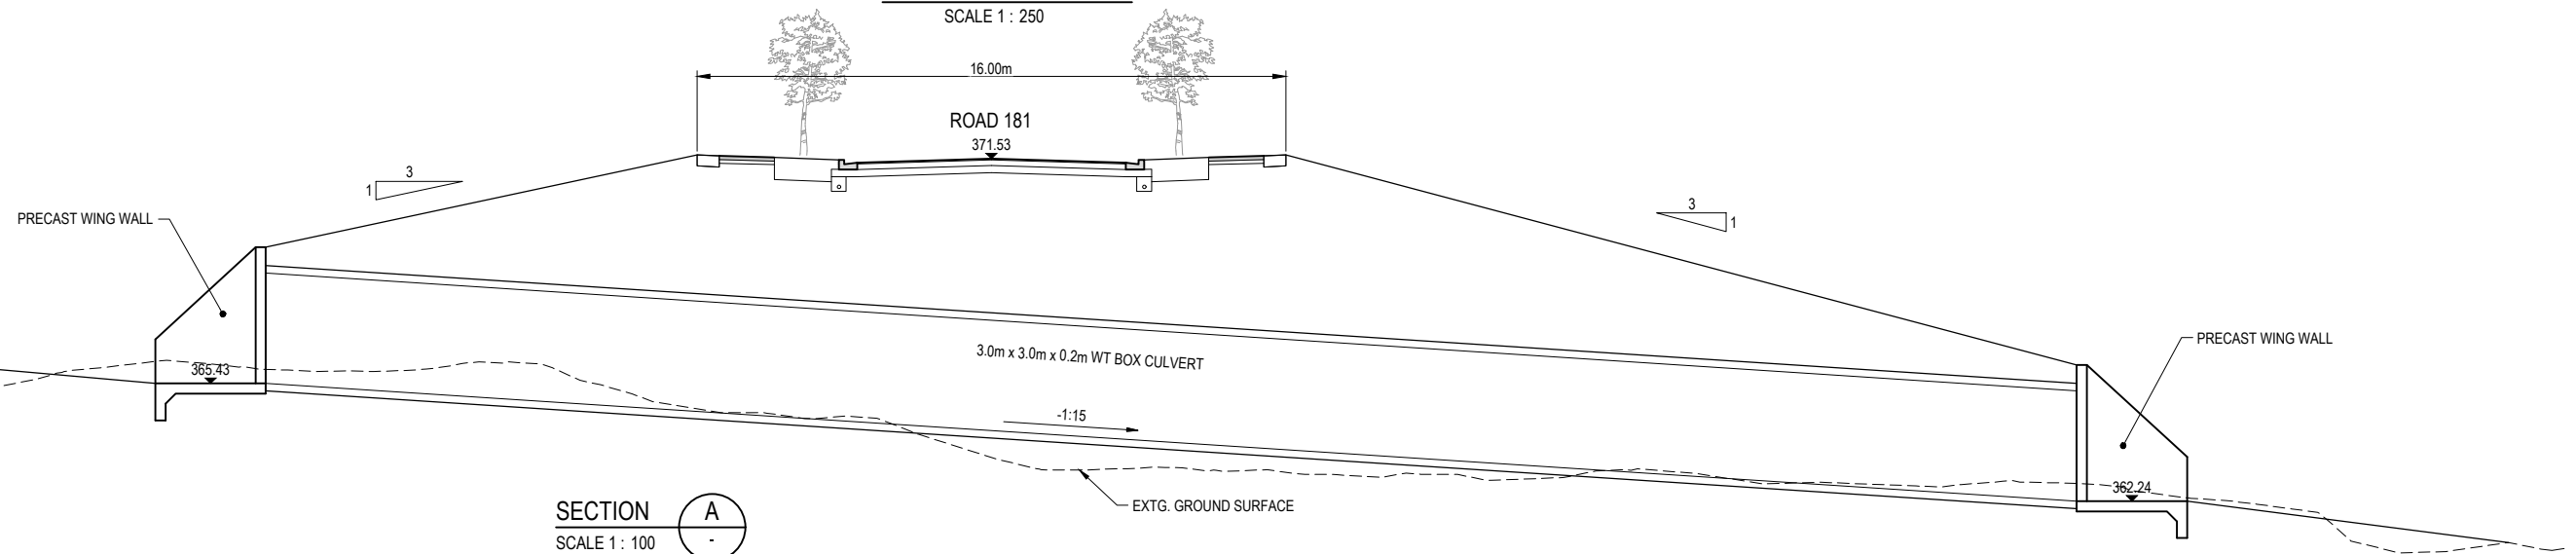 SCALE 1 : 250
16.00m
ROAD 181
371.53
3
1
3
1
PRECAST WING WALL
PRECAST WING WALL
3.0m x 3.0m x 0.2m WT BOX CULVERT
365.43
-1:15
362.24
EXTG. GROUND SURFACE
SECTION A
SCALE 1 : 100 -